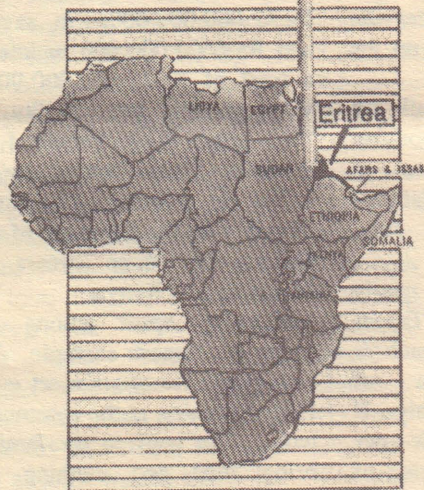 LIBYA
EGYPT
Eritrea
SUDAN
AFARS & ISSAS
ETHIOPIA
SOMALIA
KENYA